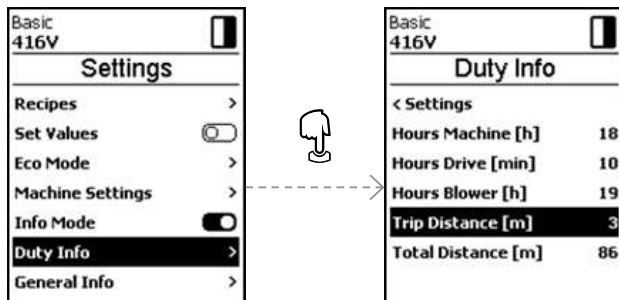 Basic
416V
Settings
Recipes >
Set Values
Eco Mode >
Machine Settings >
Info Mode
Duty Info >
General Info >
Basic
416V
Duty Info
< Settings
Hours Machine [h] 18
Hours Drive [min] 10
Hours Blower [h] 19
Trip Distance [m] 3
Total Distance [m] 86